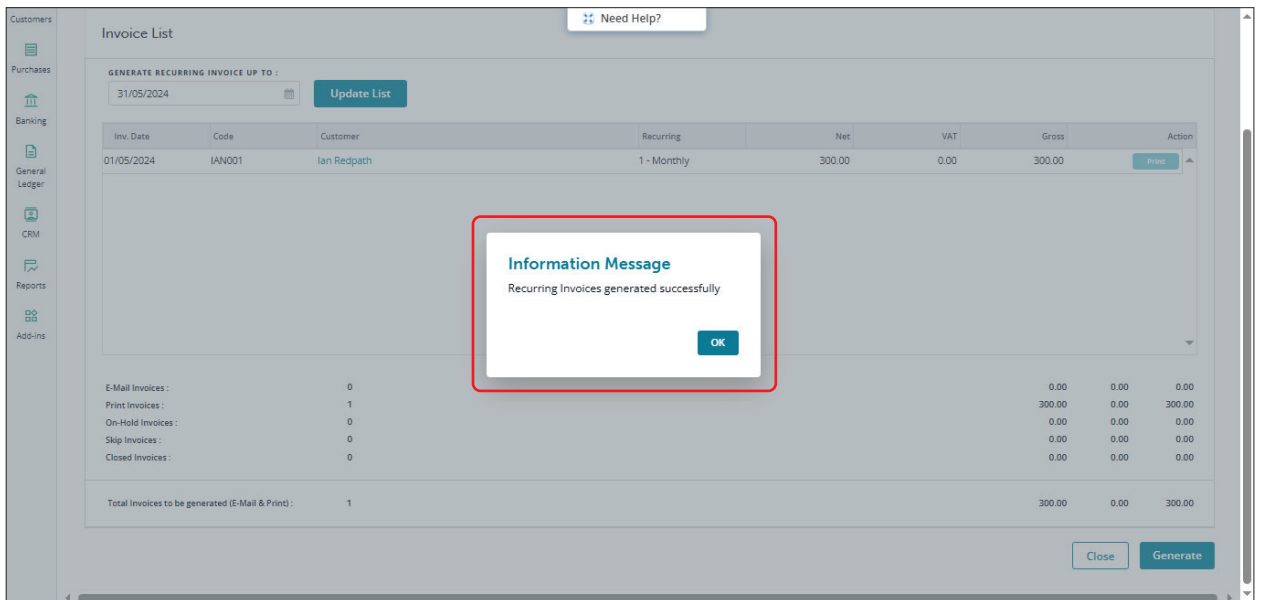 Need Help?
Customers
Purchases
Banking
General
Ledger
CRM
Reports
Add-ins
Invoice List
GENERATE RECURRING INVOICE UP TO :
31/05/2024 Update List
Inv. Date Code Customer Recurring Net VAT Gross Action
01/05/2024 IAN001 Ian Redpath 1 - Monthly 300.00 0.00 300.00 Print
Information Message
Recurring Invoices generated successfully
OK
E-Mail Invoices : 0 0.00 0.00 0.00
Print Invoices : 1 300.00 0.00 300.00
On-Hold Invoices : 0 0.00 0.00 0.00
Skip Invoices : 0 0.00 0.00 0.00
Closed Invoices : 0 0.00 0.00 0.00
Total Invoices to be generated (E-Mail & Print) : 1 300.00 0.00 300.00
Close Generate